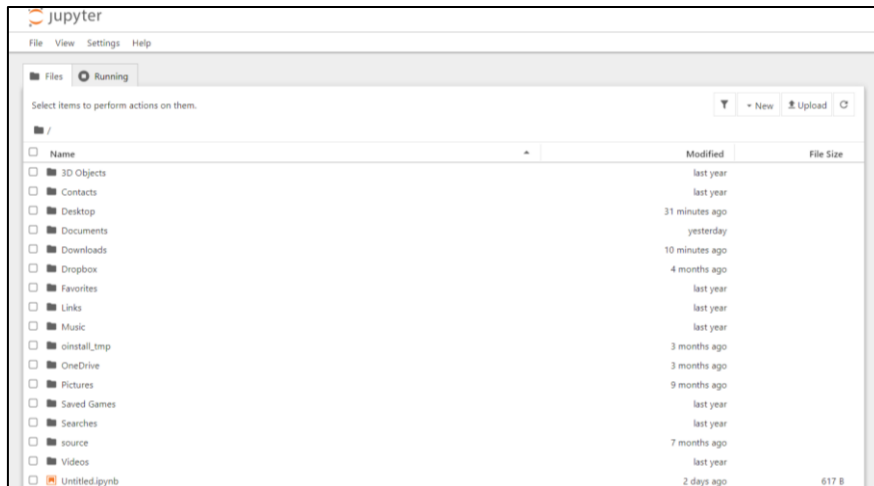 jupyter
File View Settings Help
Files Running
Select items to perform actions on them.
New Upload
/
Name Modified File Size
3D Objects last year
Contacts last year
Desktop 31 minutes ago
Documents yesterday
Downloads 10 minutes ago
Dropbox 4 months ago
Favorites last year
Links last year
Music last year
oinstall_tmp 3 months ago
OneDrive 3 months ago
Pictures 9 months ago
Saved Games last year
Searches last year
source 7 months ago
Videos last year
Untitled.ipynb 2 days ago 617 B